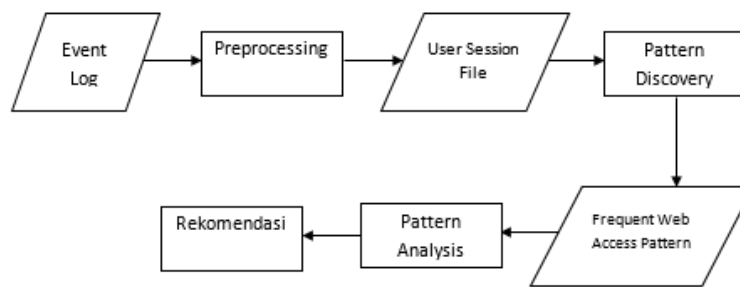 Event
Log
Preprocessing
User Session
File
Pattern
Discovery
Frequent Web
Access Pattern
Pattern
Analysis
Rekomendasi